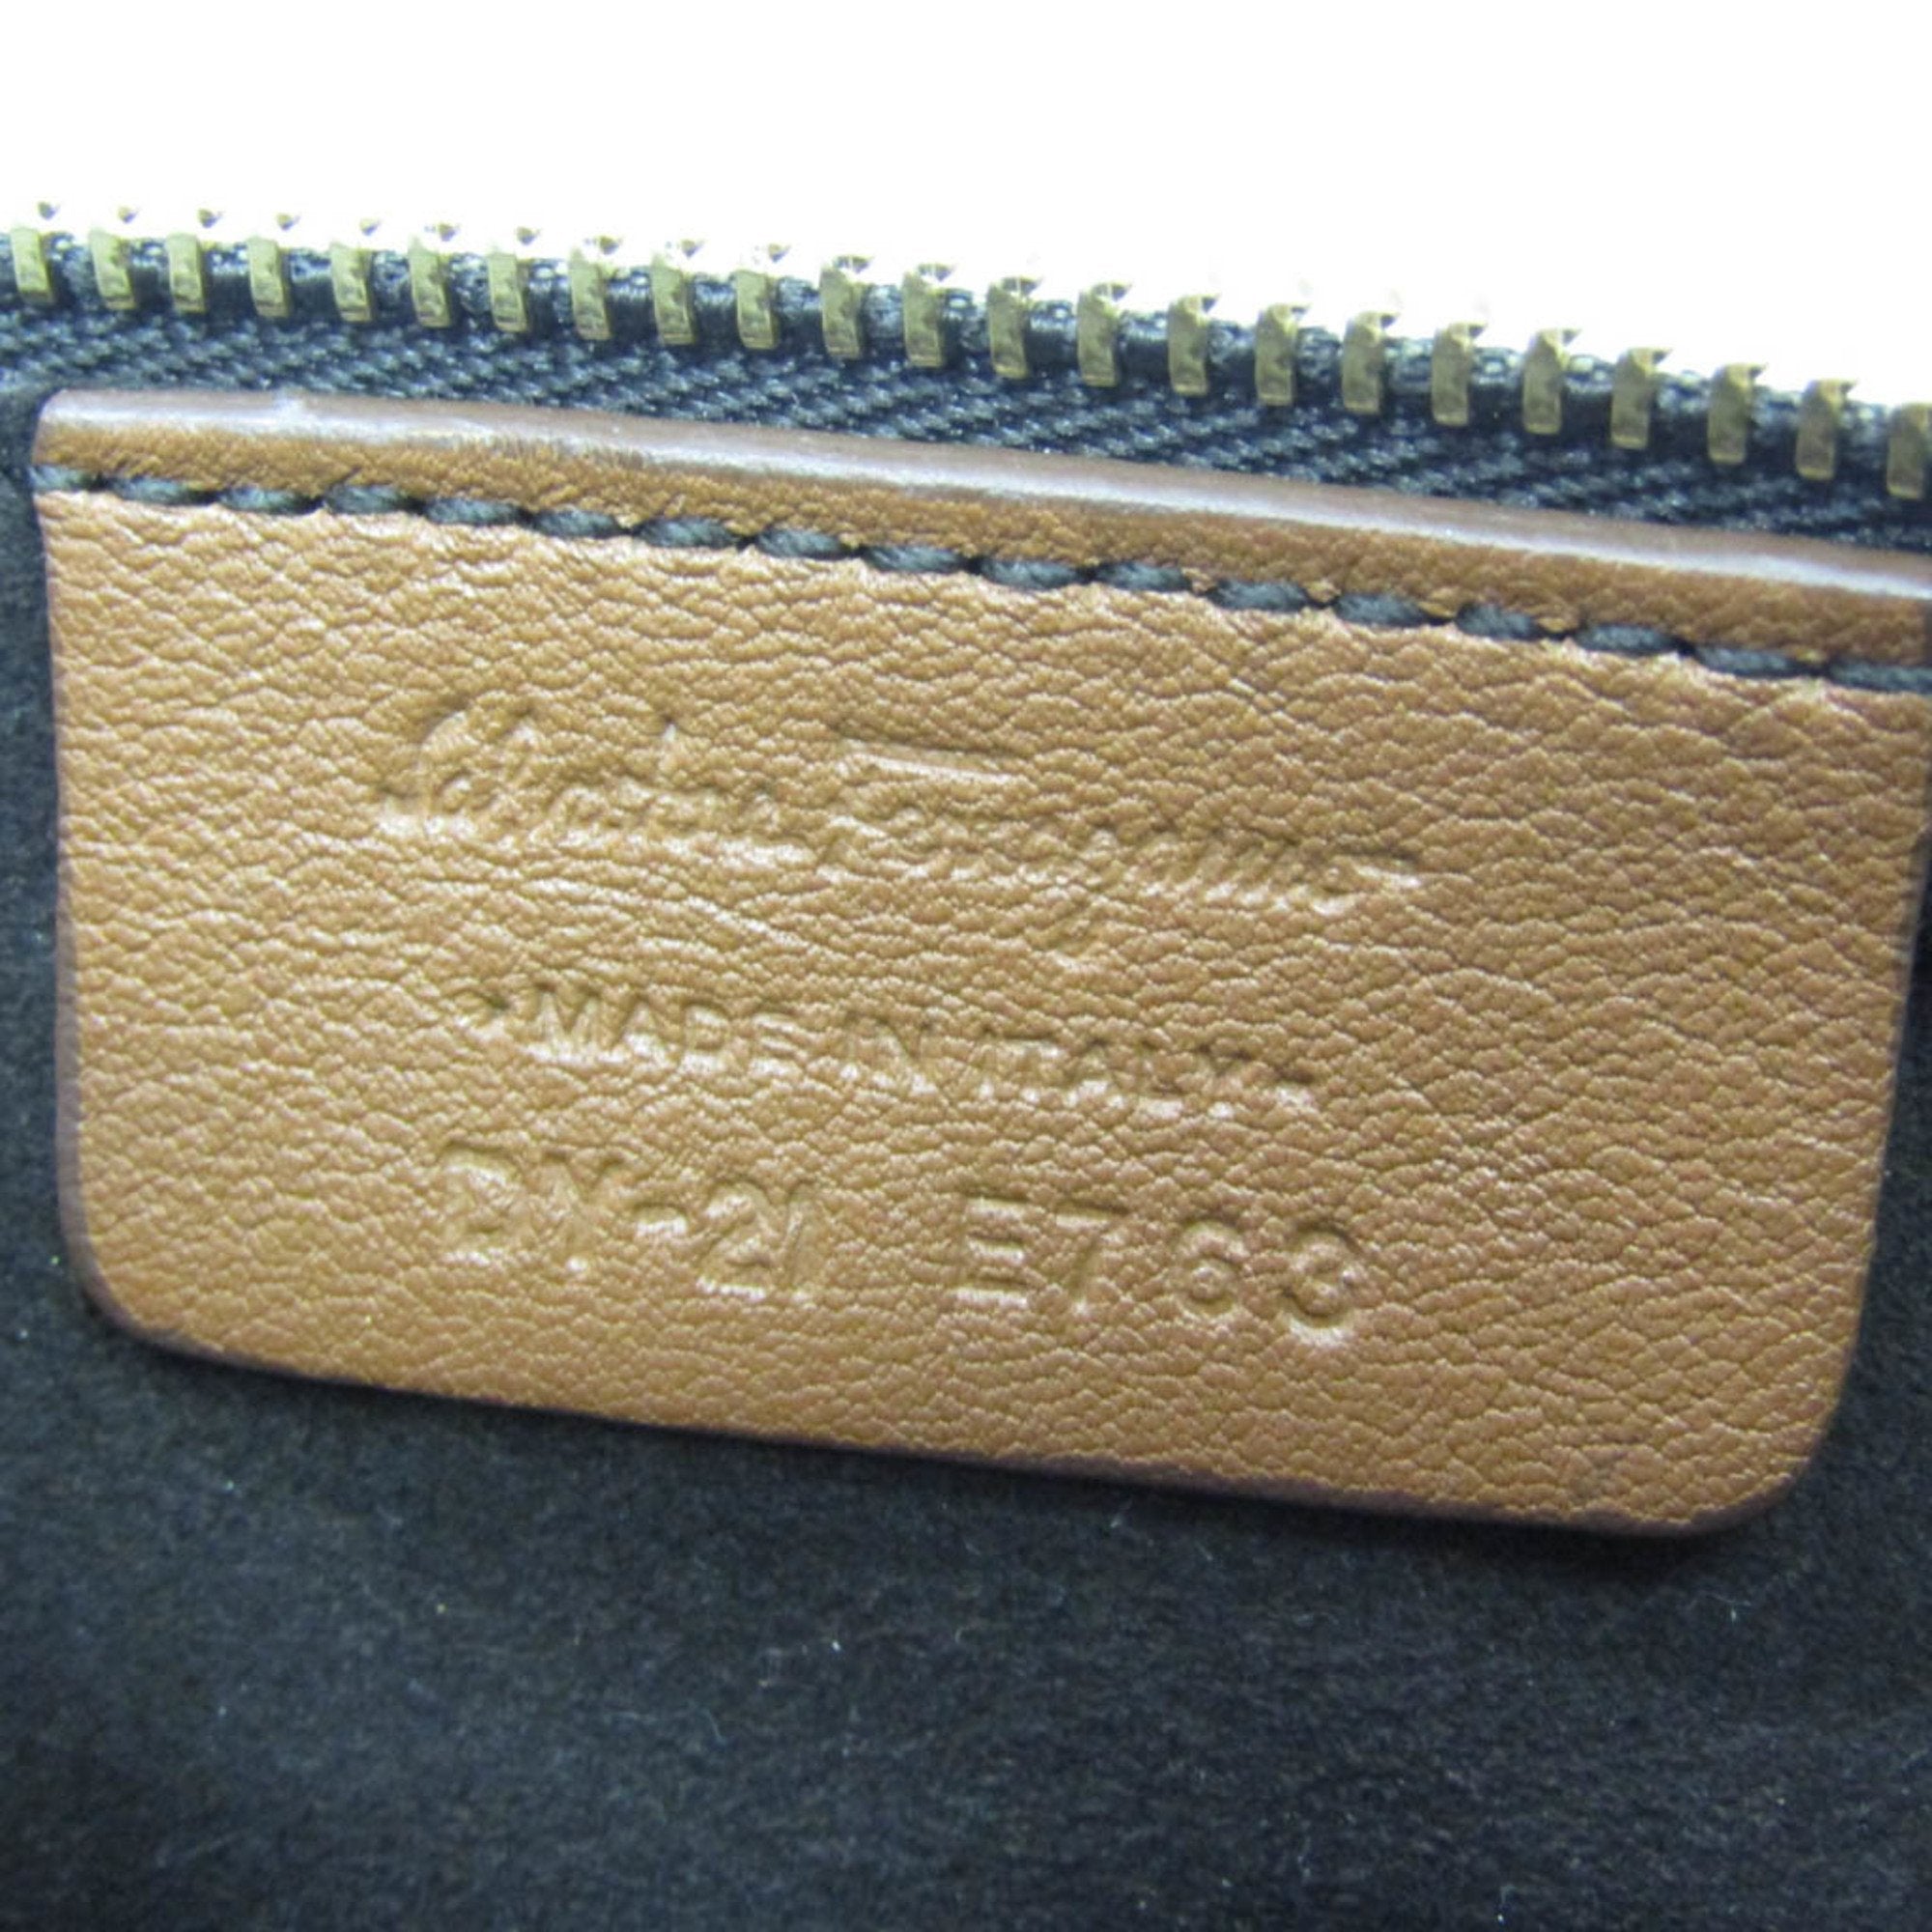 Salvatore Ferragamo
•MADE IN ITALY•
DY-21 E763